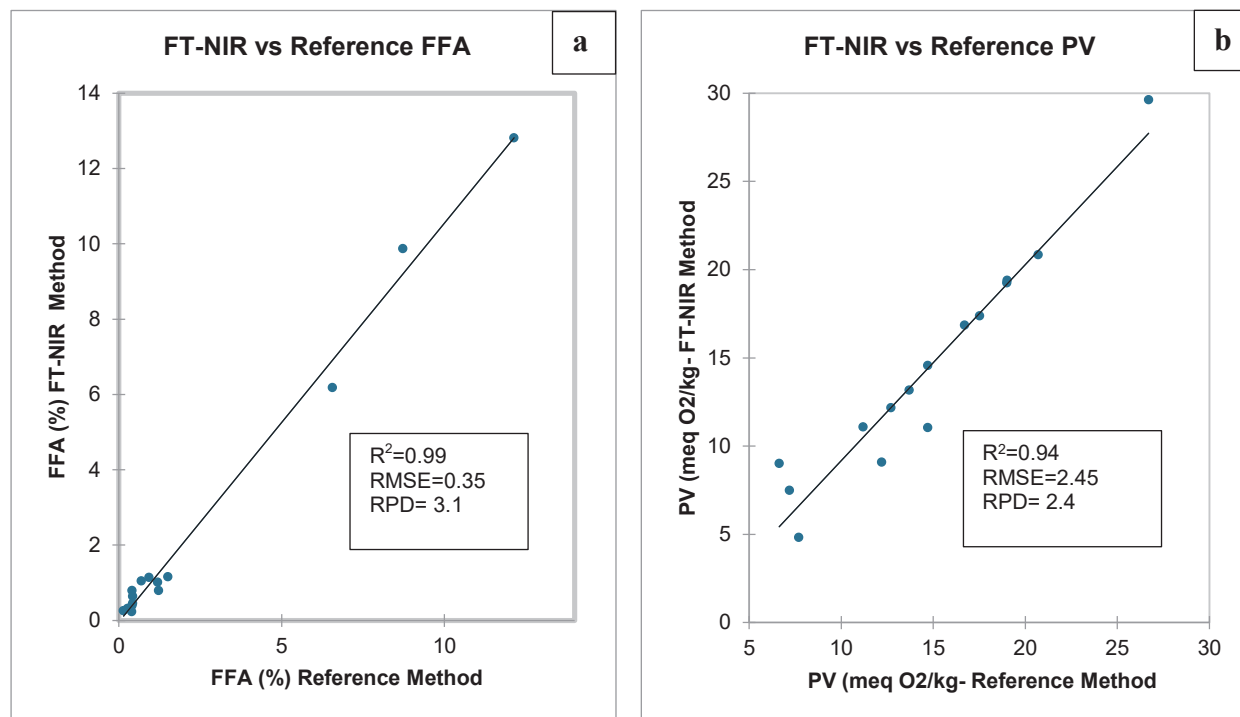 FT-NIR vs Reference FFA
a
14
12
10
8
6
4
2
0
0
5
10
FFA (%) FT-NIR  Method
R²=0.99
RMSE=0.35
RPD= 3.1
FFA (%) Reference Method
FT-NIR vs Reference PV
b
30
25
20
15
10
5
0
5
10
15
20
25
30
PV (meq O2/kg- FT-NIR Method
R²=0.94
RMSE=2.45
RPD= 2.4
PV (meq O2/kg- Reference Method